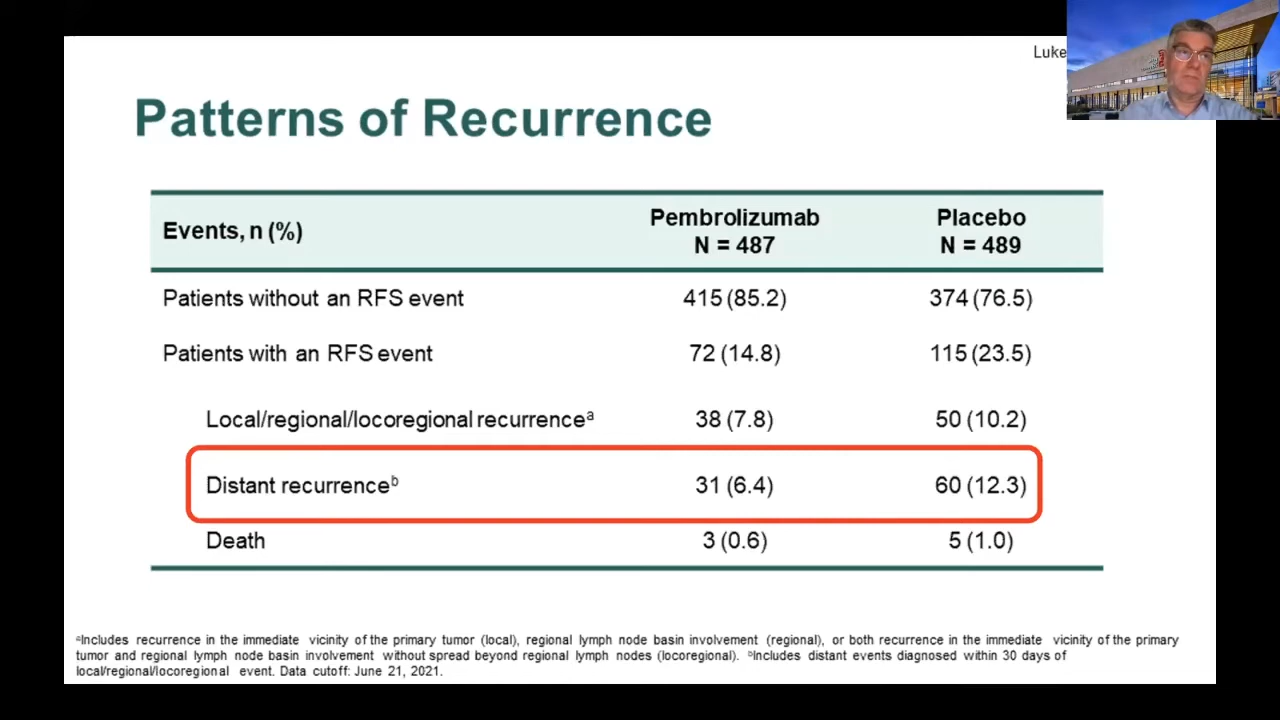 Luke
Patterns of Recurrence
Events, n (%)
Pembrolizumab
N = 487
Placebo
N = 489
Patients without an RFS event 415 (85.2) 374 (76.5)
Patients with an RFS event 72 (14.8) 115 (23.5)
Local/regional/locoregional recurrenceᵃ 38 (7.8) 50 (10.2)
Distant recurrenceᵇ 31 (6.4) 60 (12.3)
Death 3 (0.6) 5 (1.0)
ᵃIncludes recurrence in the immediate vicinity of the primary tumor (local), regional lymph node basin involvement (regional), or both recurrence in the immediate vicinity of the primary
tumor and regional lymph node basin involvement without spread beyond regional lymph nodes (locoregional). ᵇIncludes distant events diagnosed within 30 days of
local/regional/locoregional event. Data cutoff: June 21, 2021.